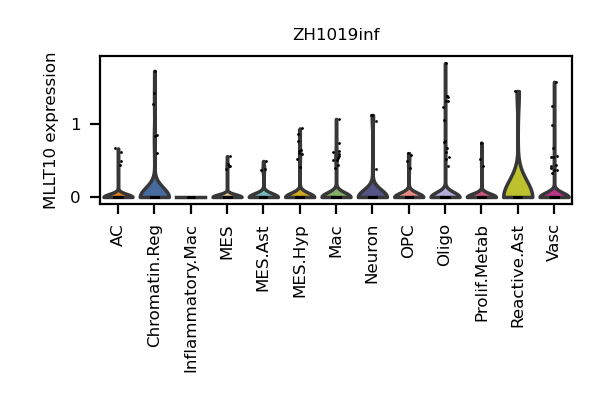 ZH1019inf
MLLT10 expression
1
0
AC
Chromatin.Reg
Inflammatory.Mac
MES
MES.Ast
MES.Hyp
Mac
Neuron
OPC
Oligo
Prolif.Metab
Reactive.Ast
Vasc